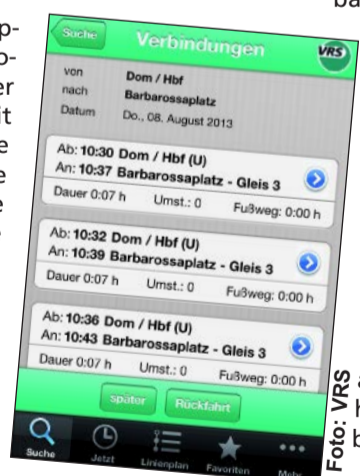 Suche
Verbindungen
VRS
von Dom / Hbf
nach Barbarossaplatz
Datum Do., 08. August 2013
Ab: 10:30 Dom / Hbf (U)
An: 10:37 Barbarossaplatz - Gleis 3
Dauer 0:07 h Umst.: 0 Fußweg: 0:00 h
Ab: 10:32 Dom / Hbf (U)
An: 10:39 Barbarossaplatz - Gleis 3
Dauer 0:07 h Umst.: 0 Fußweg: 0:00 h
Ab: 10:36 Dom / Hbf (U)
An: 10:43 Barbarossaplatz - Gleis 3
Dauer 0:07 h Umst.: 0 Fußweg: 0:00 h
später Rückfahrt
Suche Jetzt Linienplan Favoriten Mehr
Foto: VRS